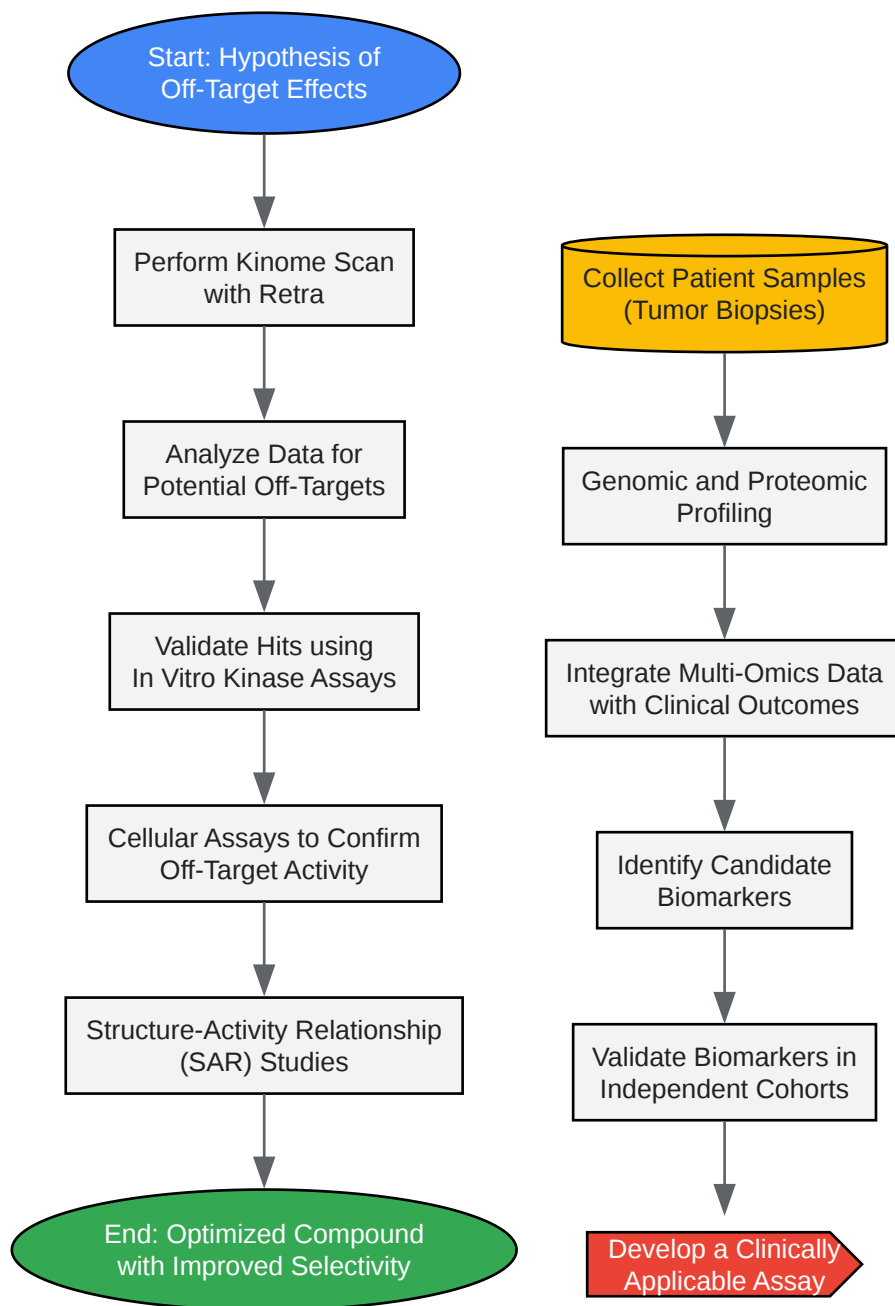 Start: Hypothesis of
Off-Target Effects
Perform Kinome Scan
with Retra
Analyze Data for
Potential Off-Targets
Validate Hits using
In Vitro Kinase Assays
Cellular Assays to Confirm
Off-Target Activity
Structure-Activity Relationship
(SAR) Studies
End: Optimized Compound
with Improved Selectivity
Collect Patient Samples
(Tumor Biopsies)
Genomic and Proteomic
Profiling
Integrate Multi-Omics Data
with Clinical Outcomes
Identify Candidate
Biomarkers
Validate Biomarkers in
Independent Cohorts
Develop a Clinically
Applicable Assay